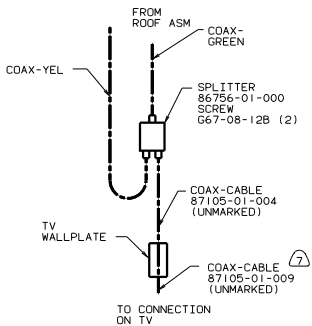 FROM
ROOF ASM
COAX-
GREEN
COAX-YEL
SPLITTER
86756-01-000
SCREW
G67-08-12B (2)
COAX-CABLE
87105-01-004
(UNMARKED)
TV
WALLPLATE
7
COAX-CABLE
87105-01-009
(UNMARKED)
TO CONNECTION
ON TV